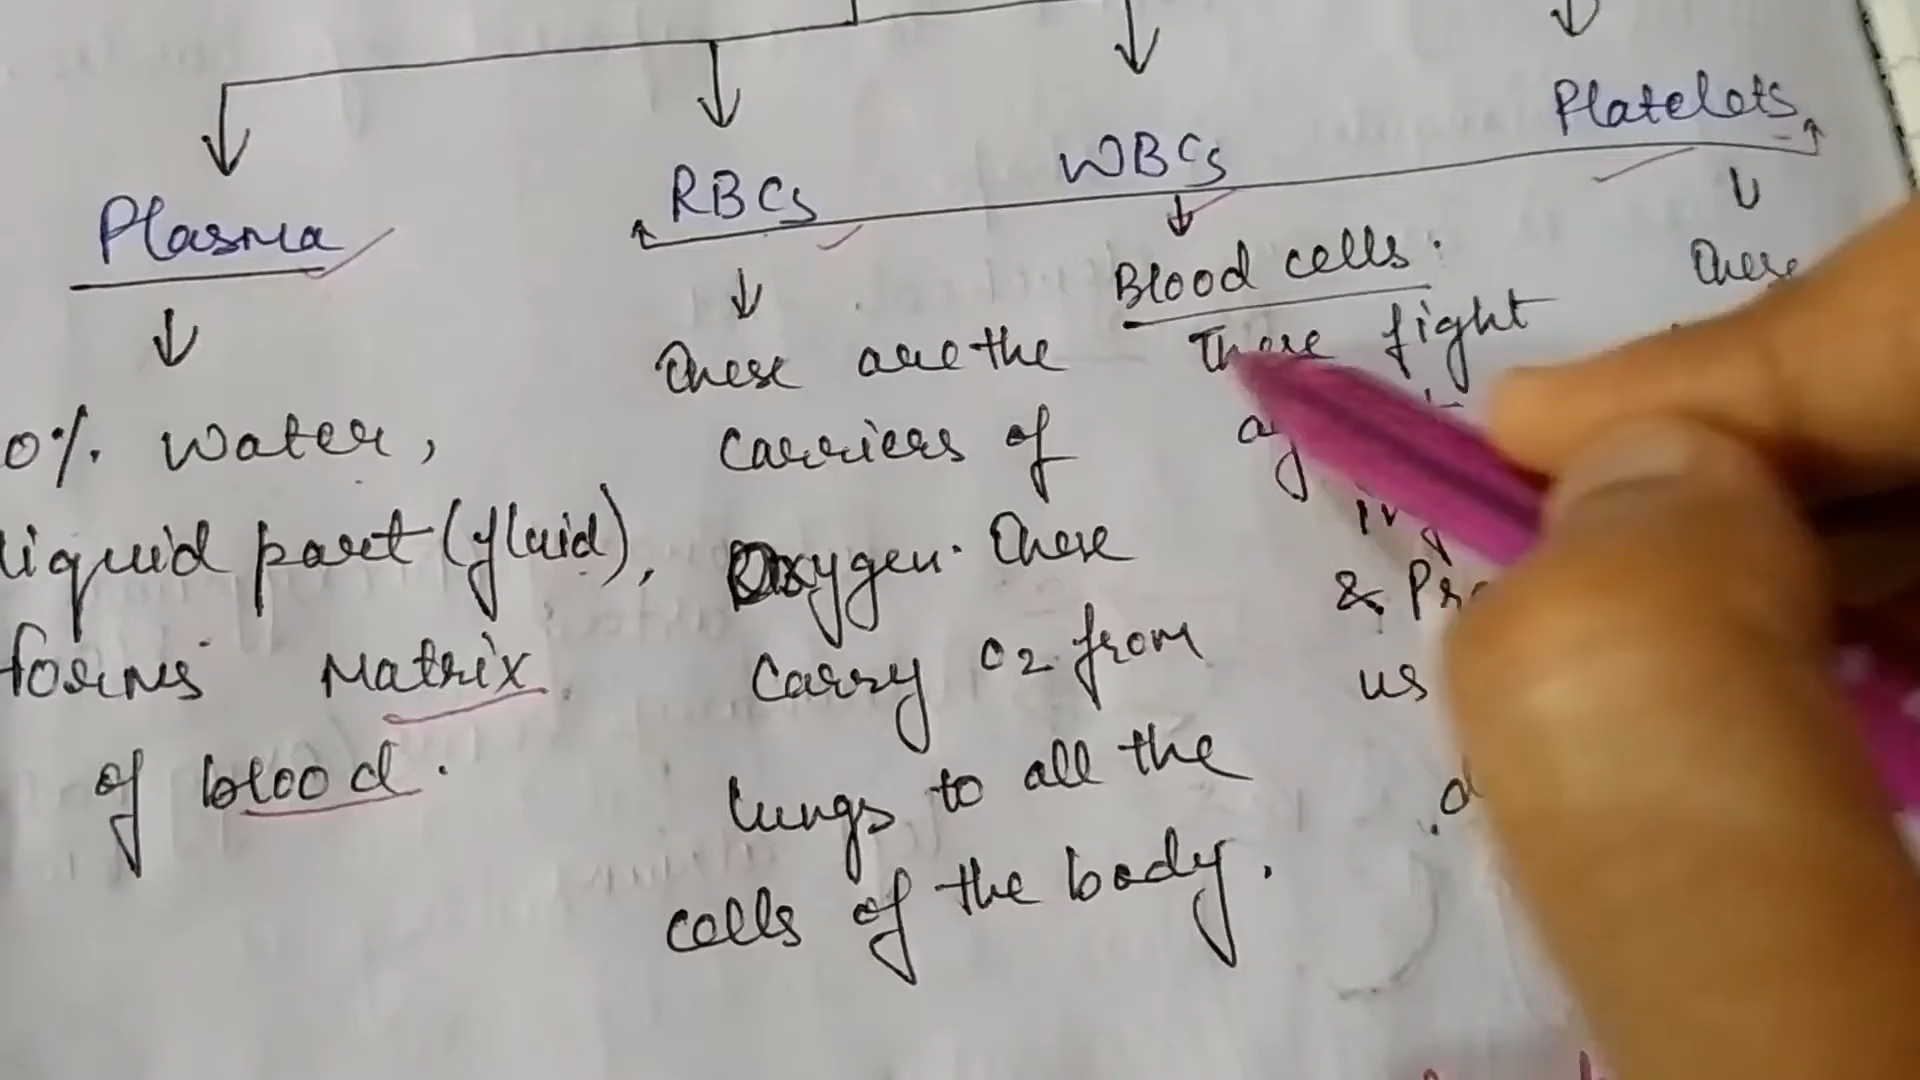 Plasma
RBCs
WBCs
Platelets
0% water,
liquid part (fluid),
forms Matrix
of blood.
These are the
carriers of
Oxygen. These
carry O2 from
lungs to all the
cells of the body.
Blood cells.
These fight
&
us
These